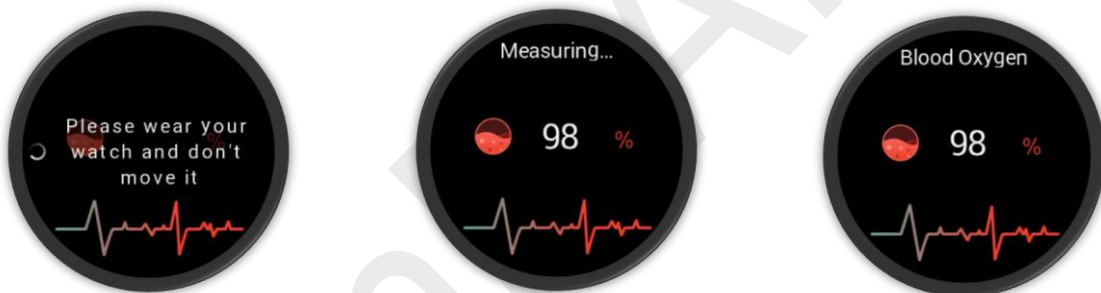 Please wear your
watch and don't
move it
%
Measuring...
98 %
Blood Oxygen
98 %